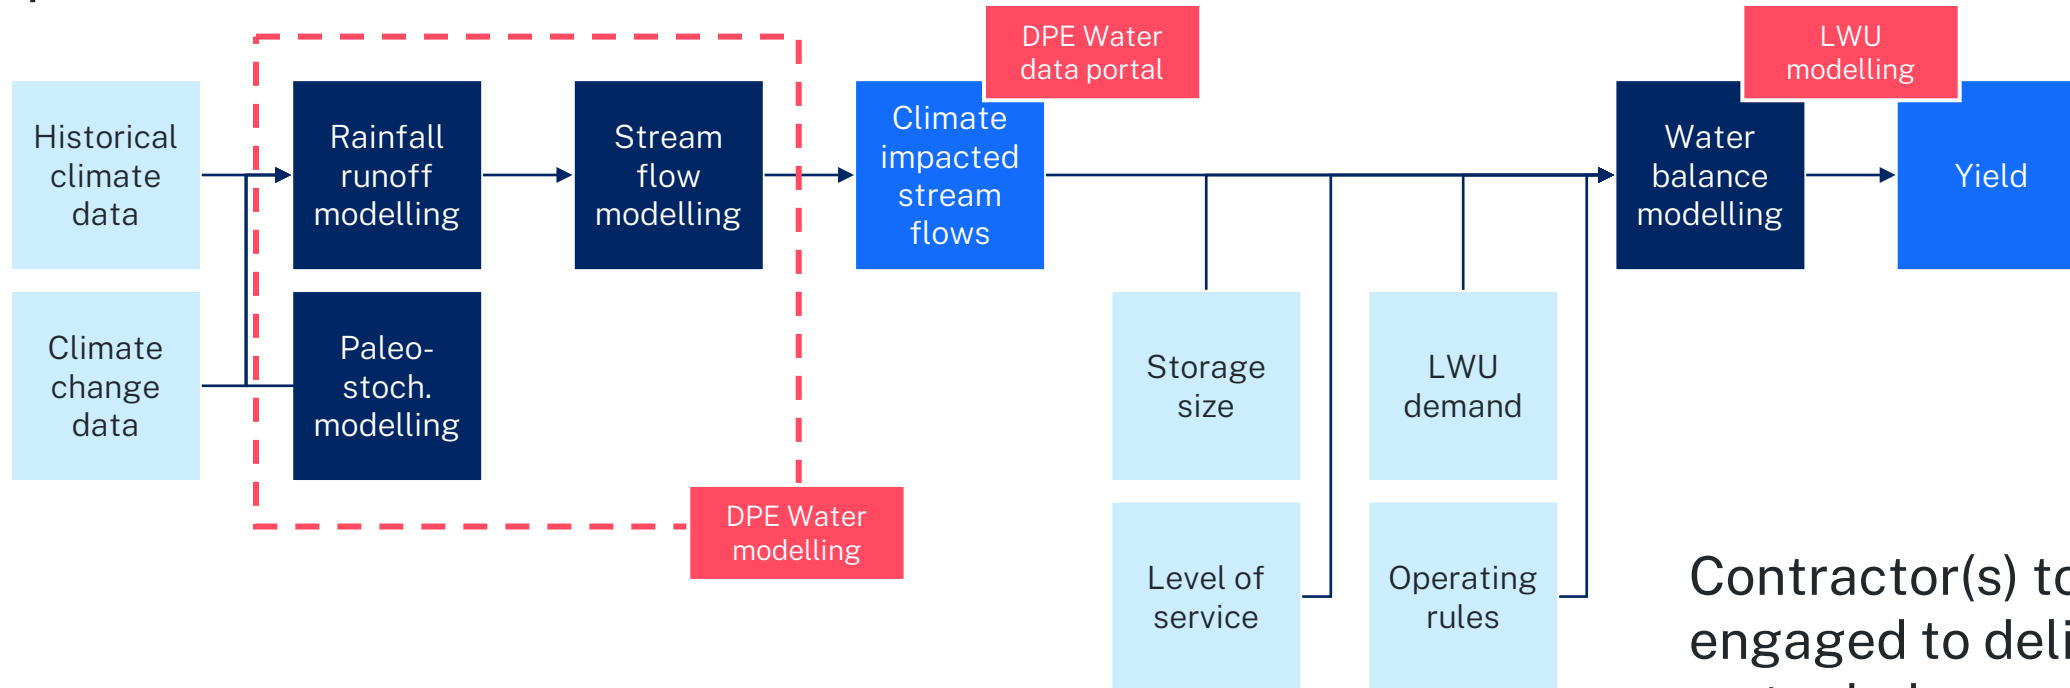 DPE Water
data portal
LWU
modelling
Historical
climate
data
Rainfall
runoff
modelling
Stream
flow
modelling
Climate
impacted
stream
flows
Water
balance
modelling
Yield
Climate
change
data
Paleo-
stoch.
modelling
Storage
size
LWU
demand
DPE Water
modelling
Level of
service
Operating
rules
Contractor(s) to
engaged to deli